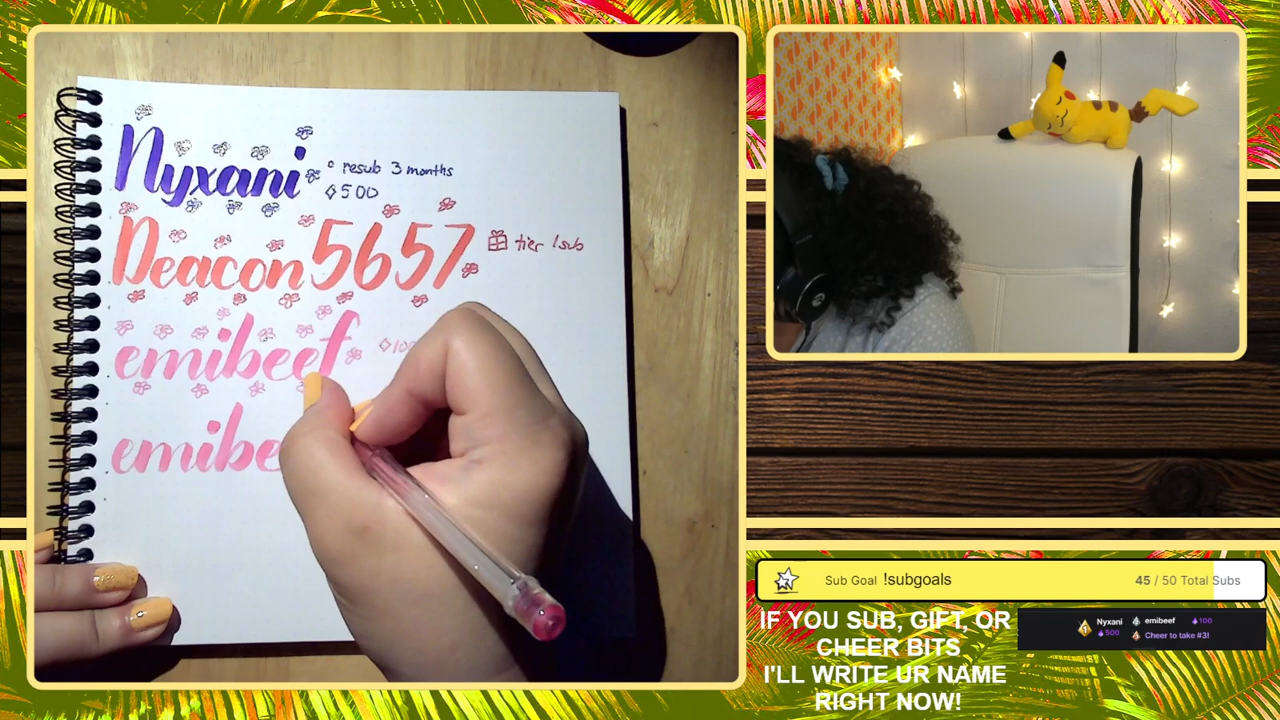 Nyxani
° resub 3 months
◊500
Deacon5657
tier 1 sub
emibeef
◊100
emibe
Sub Goal !subgoals
45 / 50 Total Subs
IF YOU SUB, GIFT, OR
CHEER BITS
I'LL WRITE UR NAME
RIGHT NOW!
1 Nyxani 500
emibeef 100
Cheer to take #3!